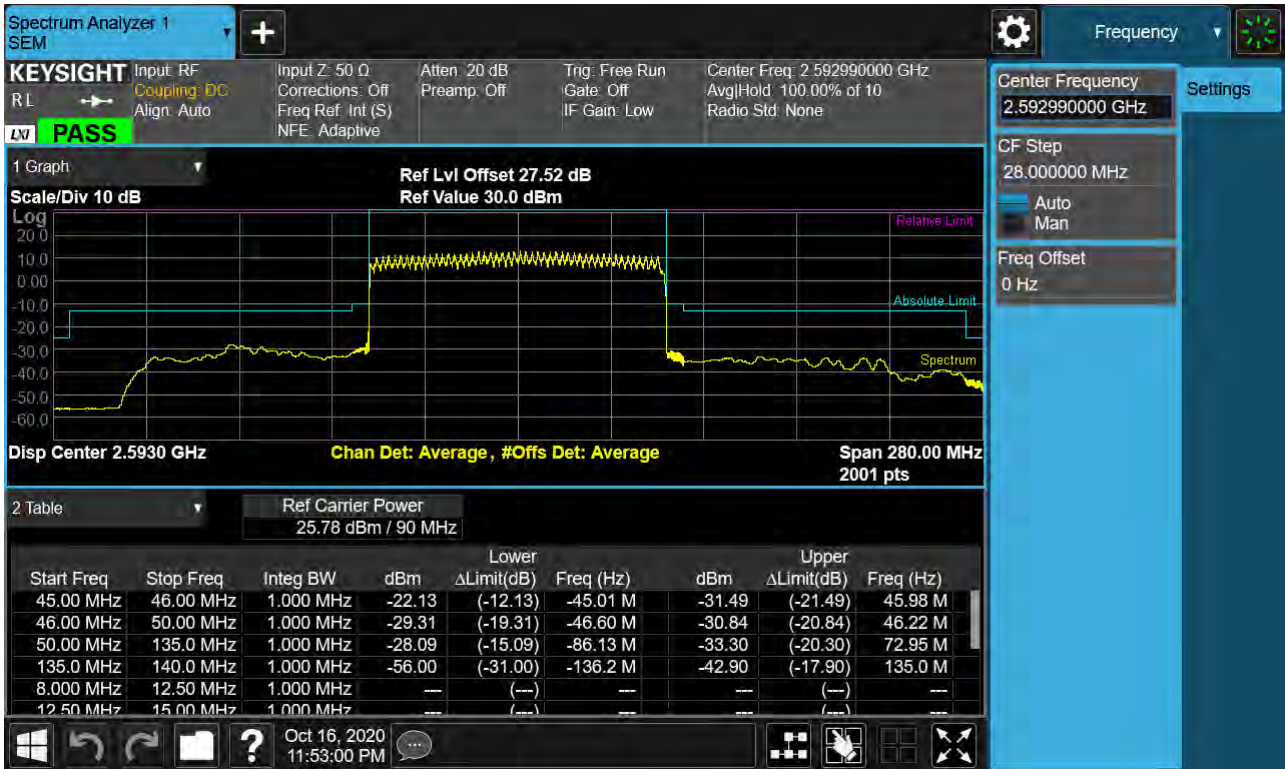 Spectrum Analyzer 1
SEM
Frequency
KEYSIGHT
R L
LXI
PASS
Input: RF
Coupling: DC
Align: Auto
Input Z: 50 Ω
Corrections: Off
Freq Ref: Int (S)
NFE: Adaptive
Atten: 20 dB
Preamp: Off
Trig: Free Run
Gate: Off
IF Gain: Low
Center Freq: 2.592990000 GHz
Avg|Hold: 100.00% of 10
Radio Std: None
Center Frequency
2.592990000 GHz
Settings
CF Step
28.000000 MHz
Auto
Man
Freq Offset
0 Hz
1 Graph
Scale/Div 10 dB
Ref Lvl Offset 27.52 dB
Ref Value 30.0 dBm
Log
20.0
10.0
0.00
-10.0
-20.0
-30.0
-40.0
-50.0
-60.0
Relative Limit
Absolute Limit
Spectrum
Disp Center 2.5930 GHz
Chan Det: Average, #Offs Det: Average
Span 280.00 MHz
2001 pts
2 Table
Ref Carrier Power
25.78 dBm / 90 MHz
Lower Upper
Start Freq Stop Freq Integ BW dBm ΔLimit(dB) Freq (Hz) dBm ΔLimit(dB) Freq (Hz)
45.00 MHz 46.00 MHz 1.000 MHz -22.13 (-12.13) -45.01 M -31.49 (-21.49) 45.98 M
46.00 MHz 50.00 MHz 1.000 MHz -29.31 (-19.31) -46.60 M -30.84 (-20.84) 46.22 M
50.00 MHz 135.0 MHz 1.000 MHz -28.09 (-15.09) -86.13 M -33.30 (-20.30) 72.95 M
135.0 MHz 140.0 MHz 1.000 MHz -56.00 (-31.00) -136.2 M -42.90 (-17.90) 135.0 M
8.000 MHz 12.50 MHz 1.000 MHz --- (---) --- --- (---) ---
12.50 MHz 15.00 MHz 1.000 MHz --- (---) --- --- (---) ---
Oct 16, 2020
11:53:00 PM